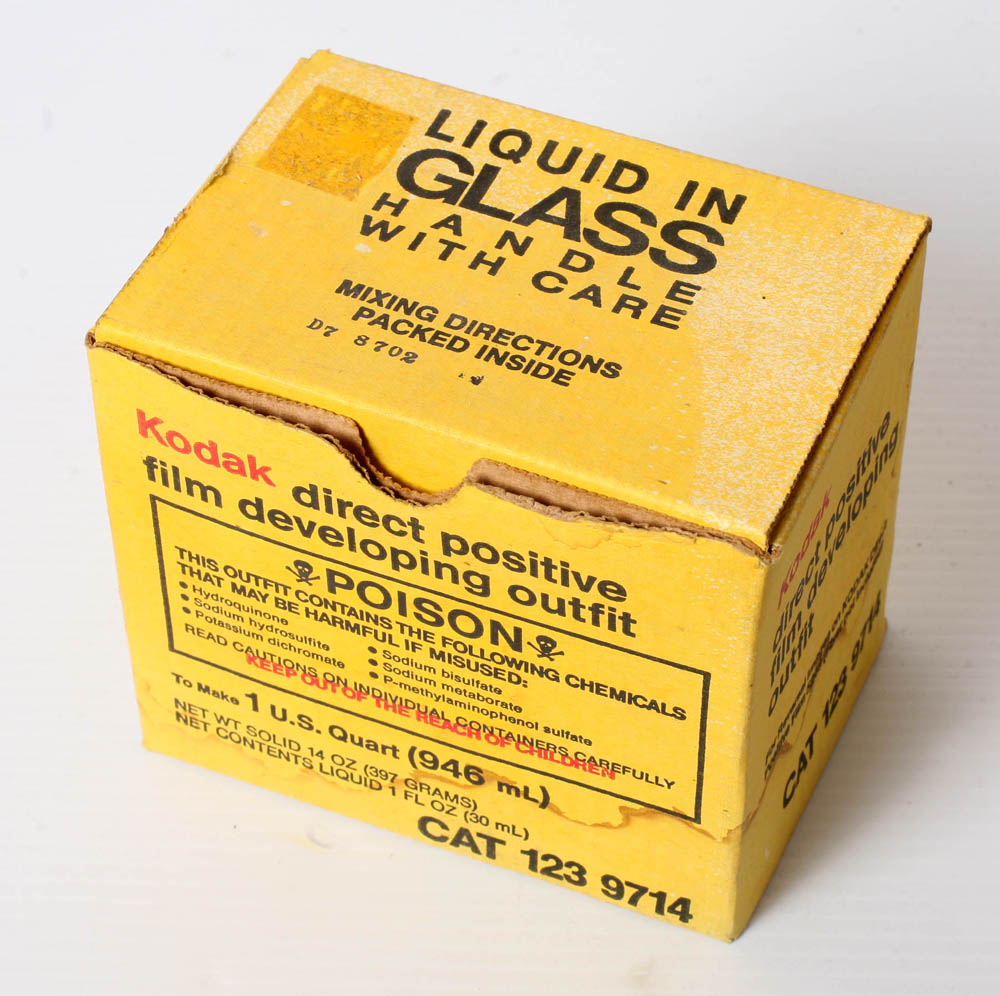 LIQUID IN
GLASS
HANDLE
WITH CARE
MIXING DIRECTIONS
PACKED INSIDE
D7 8702
Kodak direct positive
film developing outfit
POISON
THIS OUTFIT CONTAINS THE FOLLOWING CHEMICALS
THAT MAY BE HARMFUL IF MISUSED:
• Hydroquinone
• Sodium hydrosulfite
• Potassium dichromate
• Sodium bisulfate
• Sodium metaborate
• P-methylaminophenol sulfate
READ CAUTIONS ON INDIVIDUAL CONTAINERS CAREFULLY
KEEP OUT OF THE REACH OF CHILDREN
To Make 1 U.S. Quart (946 mL)
NET WT SOLID 14 OZ (397 GRAMS)
NET CONTENTS LIQUID 1 FL OZ (30 mL)
CAT 123 9714
Kodak
direct positive
film developing
outfit
CAT 123 9714